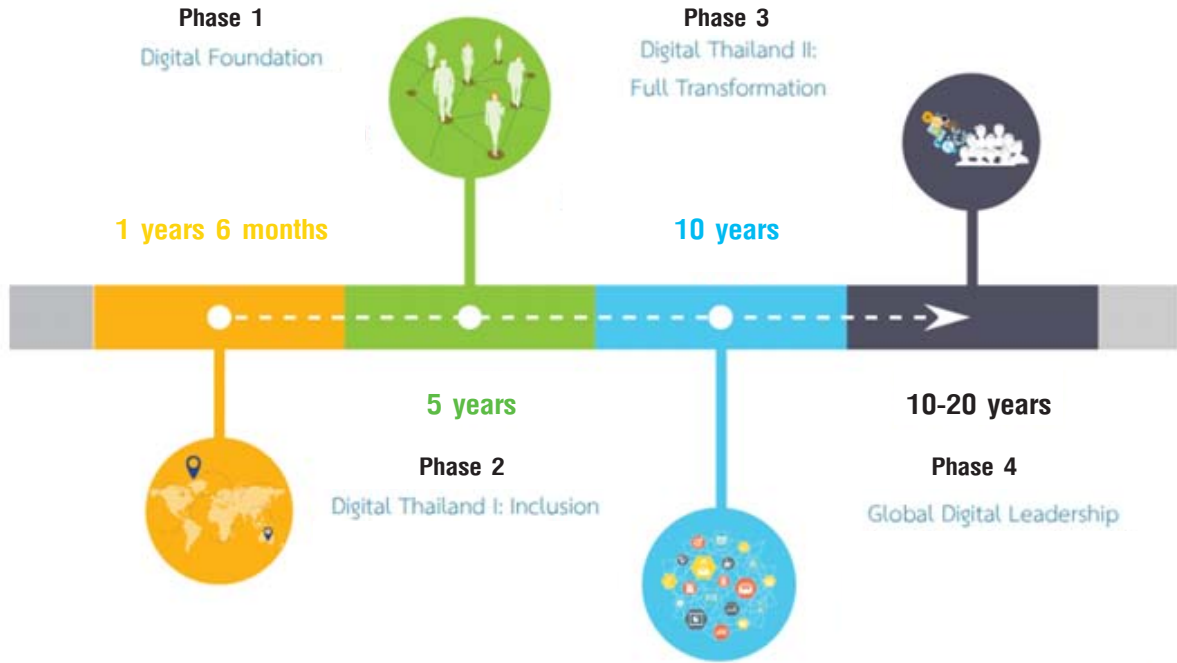 Phase 1
Digital Foundation
1 years 6 months
5 years
Phase 2
Digital Thailand I: Inclusion
Phase 3
Digital Thailand II:
Full Transformation
10 years
10-20 years
Phase 4
Global Digital Leadership